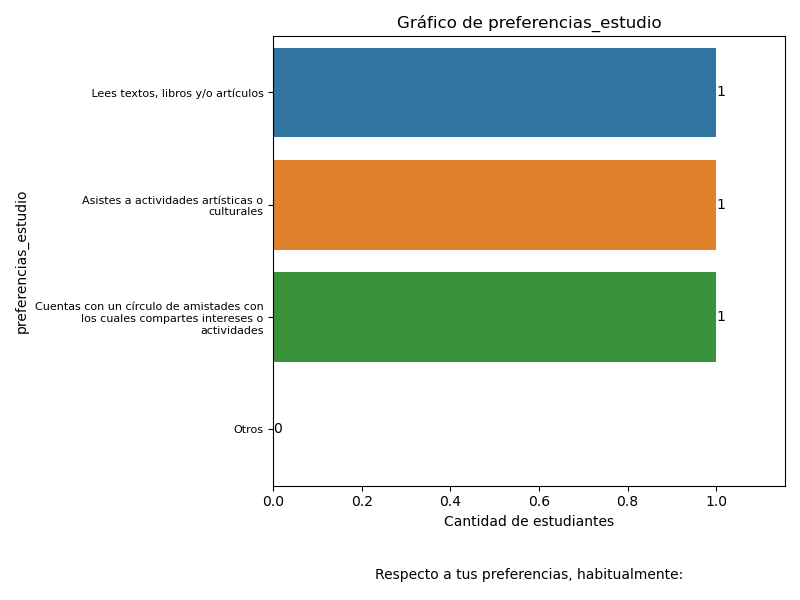 Gráfico de preferencias_estudio
preferencias_estudio
Lees textos, libros y/o artículos
1
Asistes a actividades artísticas o
culturales
1
Cuentas con un círculo de amistades con
los cuales compartes intereses o
actividades
1
Otros
0
0.0 0.2 0.4 0.6 0.8 1.0
Cantidad de estudiantes
Respecto a tus preferencias, habitualmente: